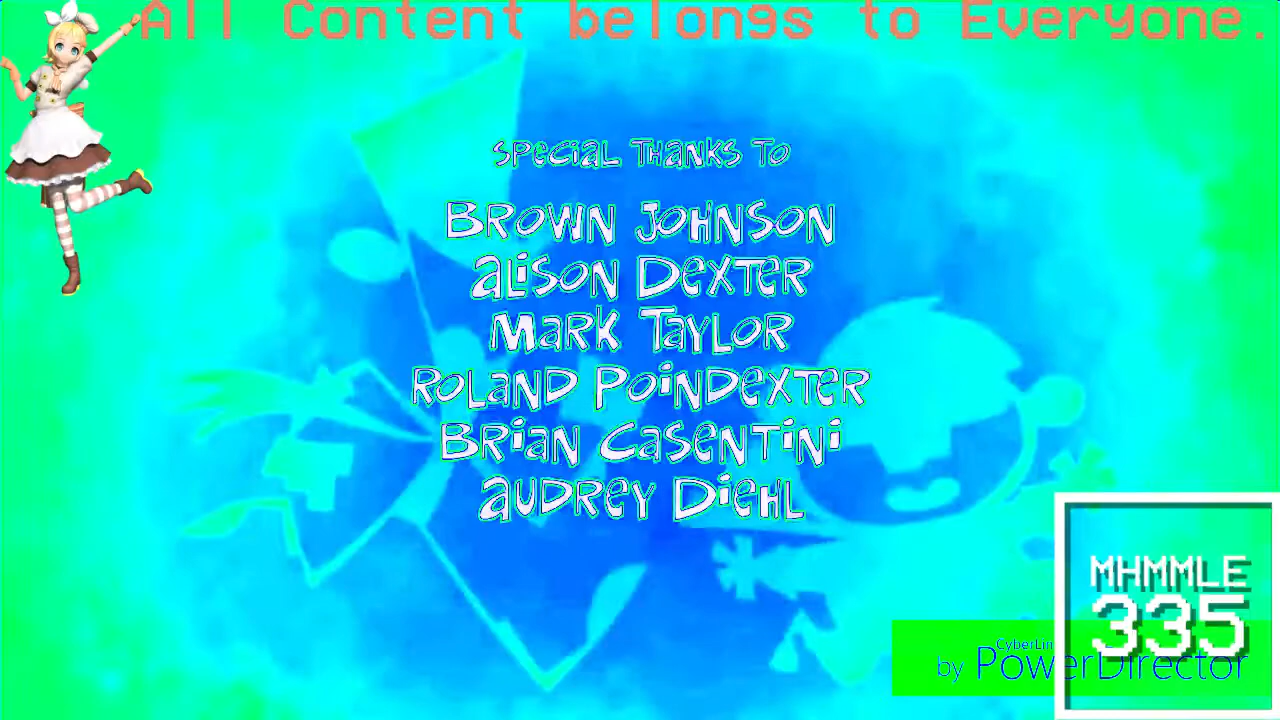 All Content belongs to Everyone.
SPECIAL THANKS TO
BROWN JOHNSON
ALISON DEXTER
MARK TAYLOR
ROLAND POINDEXTER
BRIAN CASENTINI
AUDREY DIEHL
MHMMLE
335
by PowerDirector